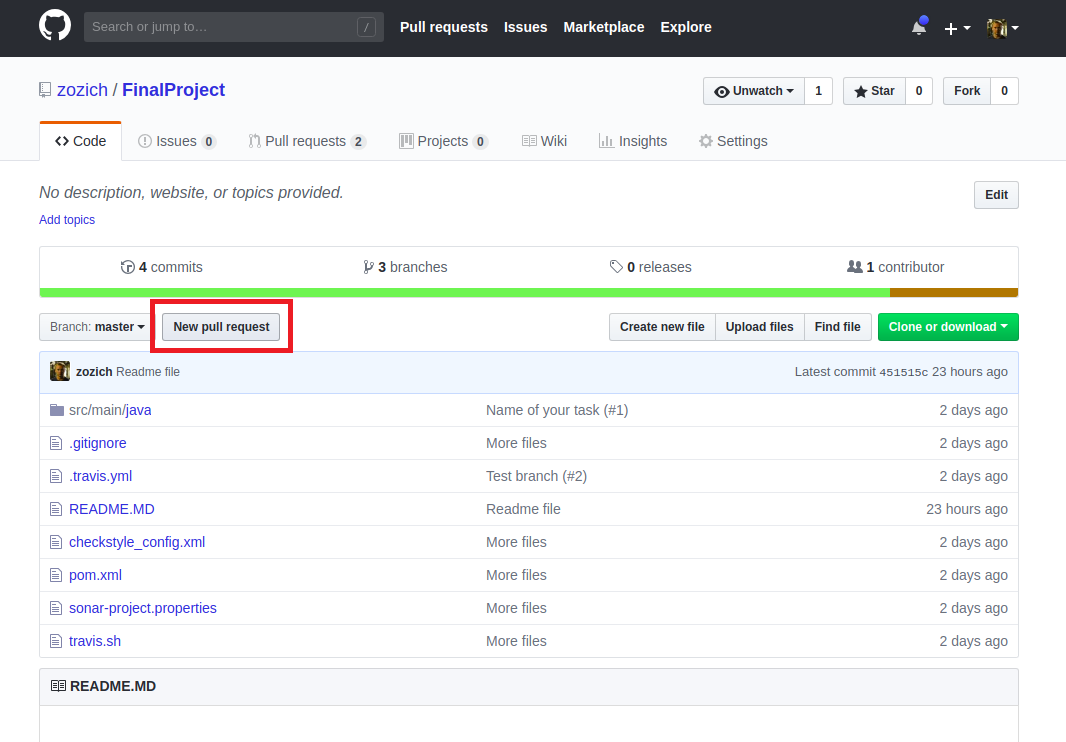 Search or jump to… / Pull requests Issues Marketplace Explore
zozich / FinalProject Unwatch 1 Star 0 Fork 0
Code Issues 0 Pull requests 2 Projects 0 Wiki Insights Settings
No description, website, or topics provided. Edit
Add topics
4 commits 3 branches 0 releases 1 contributor
Branch: master New pull request Create new file Upload files Find file Clone or download
zozich Readme file Latest commit 451515c 23 hours ago
src/main/java Name of your task (#1) 2 days ago
.gitignore More files 2 days ago
.travis.yml Test branch (#2) 2 days ago
README.MD Readme file 23 hours ago
checkstyle_config.xml More files 2 days ago
pom.xml More files 2 days ago
sonar-project.properties More files 2 days ago
travis.sh More files 2 days ago
README.MD